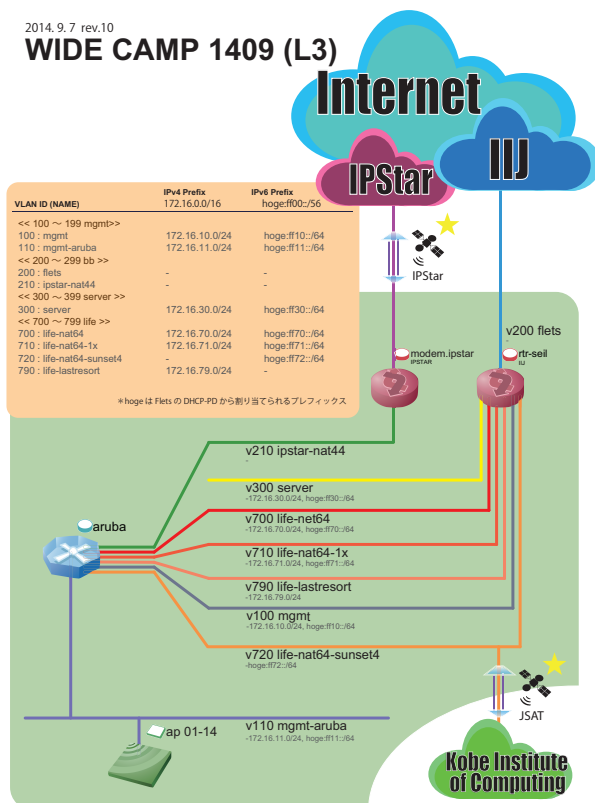 2014. 9. 7 rev.10
WIDE CAMP 1409 (L3)
Internet
IPStar
IIJ
IPv4 Prefix IPv6 Prefix
VLAN ID (NAME) 172.16.0.0/16 hoge:ff00::/56
<< 100 ～ 199 mgmt>>
100 : mgmt 172.16.10.0/24 hoge:ff10::/64
110 : mgmt-aruba 172.16.11.0/24 hoge:ff11::/64
<< 200 ～ 299 bb >>
200 : flets - -
210 : ipstar-nat44 - -
<< 300 ～ 399 server >>
300 : server 172.16.30.0/24 hoge:ff30::/64
<< 700 ～ 799 life >>
700 : life-nat64 172.16.70.0/24 hoge:ff70::/64
710 : life-nat64-1x 172.16.71.0/24 hoge:ff71::/64
720 : life-nat64-sunset4 - hoge:ff72::/64
790 : life-lastresort 172.16.79.0/24 -
＊hoge は Flets の DHCP-PD から割り当てられるプレフィックス
IPStar
v200 flets
-
modem.ipstar
IPSTAR
rtr-seil
IIJ
v210 ipstar-nat44
-
v300 server
-172.16.30.0/24, hoge:ff30::/64
v700 life-net64
-172.16.70.0/24, hoge:ff70::/64
aruba
v710 life-nat64-1x
-172.16.71.0/24, hoge:ff71::/64
v790 life-lastresort
-172.16.79.0/24
v100 mgmt
-172.16.10.0/24, hoge:ff10::/64
v720 life-nat64-sunset4
-hoge:ff72::/64
JSAT
v110 mgmt-aruba
-172.16.11.0/24, hoge:ff11::/64
ap 01-14
Kobe Institute
of Computing